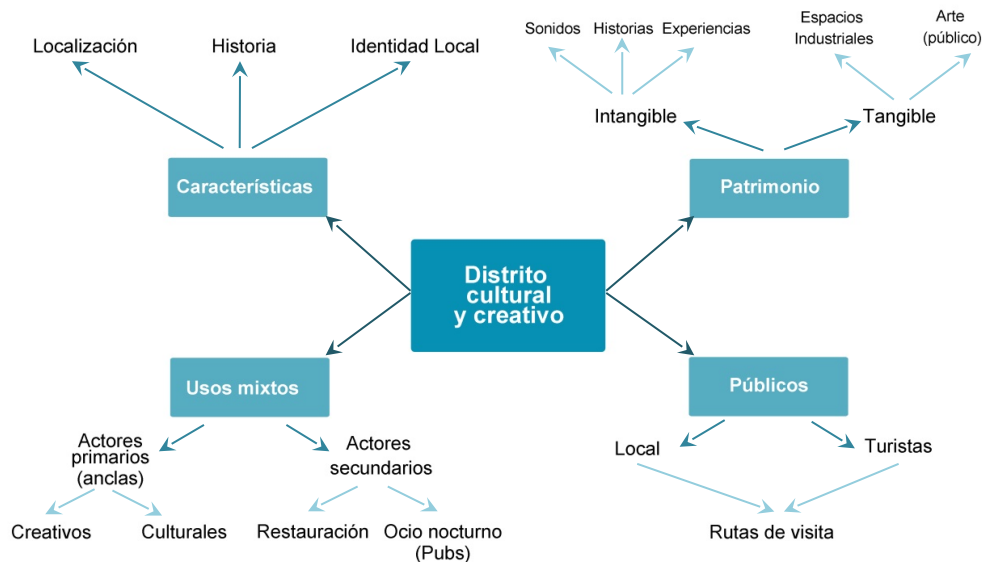 Localización
Historia
Identidad Local
Características
Sonidos
Historias
Experiencias
Intangible
Espacios
Industriales
Arte
(público)
Tangible
Patrimonio
Distrito
cultural
y creativo
Usos mixtos
Actores
primarios
(anclas)
Creativos
Culturales
Actores
secundarios
Restauración
Ocio nocturno
(Pubs)
Públicos
Local
Turistas
Rutas de visita